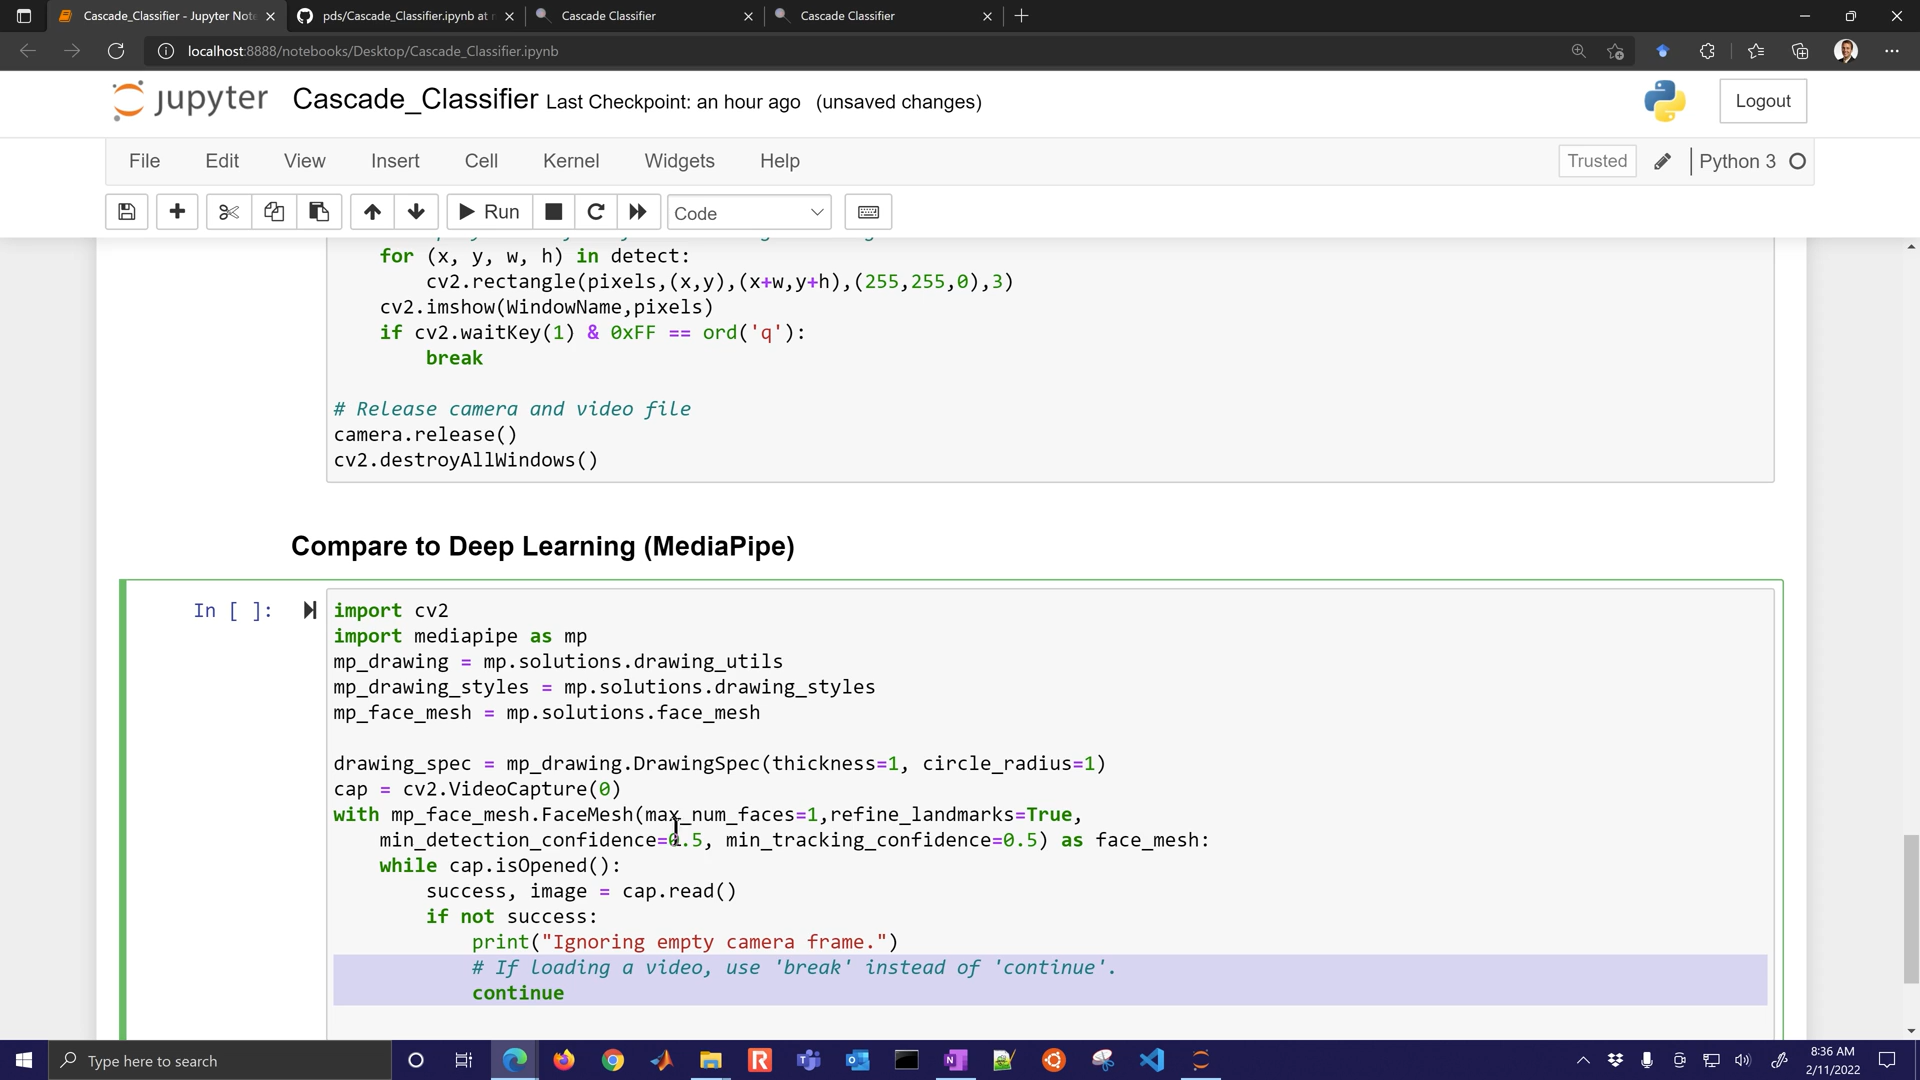 Cascade_Classifier - Jupyter Note
pds/Cascade_Classifier.ipynb at
Cascade Classifier
Cascade Classifier
localhost:8888/notebooks/Desktop/Cascade_Classifier.ipynb
jupyter Cascade_Classifier Last Checkpoint: an hour ago (unsaved changes)
Logout
File Edit View Insert Cell Kernel Widgets Help
Trusted Python 3
Run Code
for (x, y, w, h) in detect:
cv2.rectangle(pixels,(x,y),(x+w,y+h),(255,255,0),3)
cv2.imshow(WindowName,pixels)
if cv2.waitKey(1) & 0xFF == ord('q'):
break
# Release camera and video file
camera.release()
cv2.destroyAllWindows()
Compare to Deep Learning (MediaPipe)
In [ ]: import cv2
import mediapipe as mp
mp_drawing = mp.solutions.drawing_utils
mp_drawing_styles = mp.solutions.drawing_styles
mp_face_mesh = mp.solutions.face_mesh
drawing_spec = mp_drawing.DrawingSpec(thickness=1, circle_radius=1)
cap = cv2.VideoCapture(0)
with mp_face_mesh.FaceMesh(max_num_faces=1,refine_landmarks=True,
min_detection_confidence=0.5, min_tracking_confidence=0.5) as face_mesh:
while cap.isOpened():
success, image = cap.read()
if not success:
print("Ignoring empty camera frame.")
# If loading a video, use 'break' instead of 'continue'.
continue
Type here to search
8:36 AM
2/11/2022